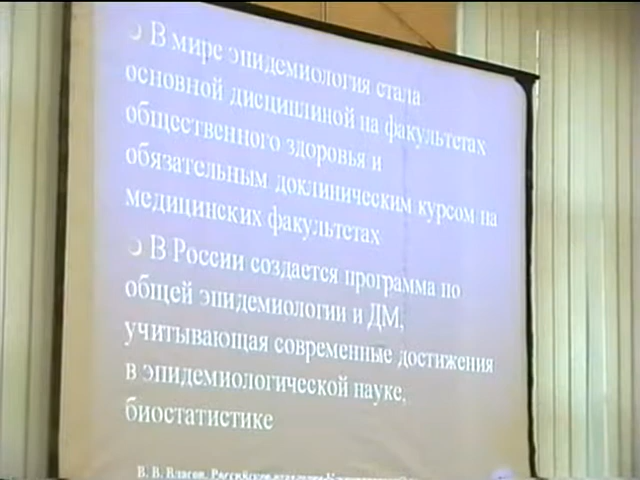 В мире эпидемиология стала
основной дисциплиной на факультетах
общественного здоровья и
обязательным доклиническим курсом на
медицинских факультетах
В России создается программа по
общей эпидемиологии и ДМ,
учитывающая современные достижения
в эпидемиологической науке,
биостатистике
В. В. Власов, Российское